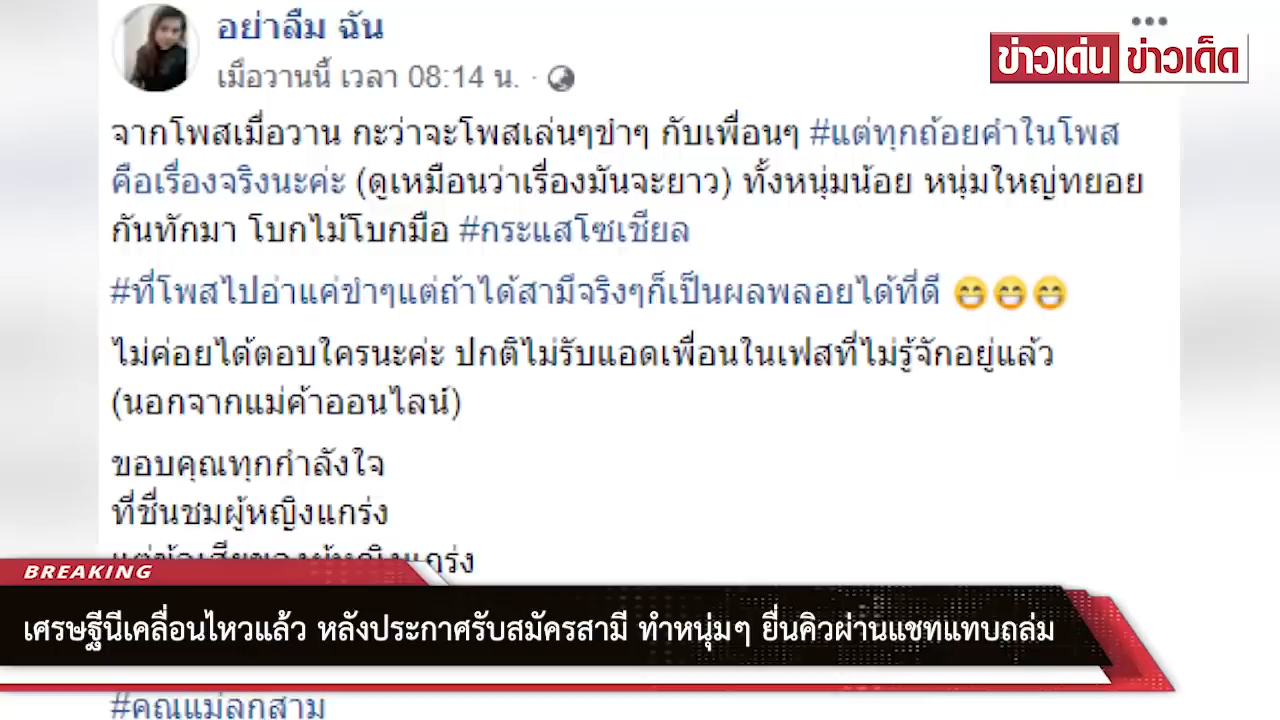 อย่าลืม ฉัน
เมื่อวานนี้ เวลา 08:14 น. ·
ข่าวเด่น ข่าวเด็ด
จากโพสเมื่อวาน กะว่าจะโพสเล่นๆขำๆ กับเพื่อนๆ #แต่ทุกถ้อยคำในโพส
คือเรื่องจริงนะค่ะ (ดูเหมือนว่าเรื่องมันจะยาว) ทั้งหนุ่มน้อย หนุ่มใหญ่ทยอย
กันทักมา โบกไม้โบกมือ #กระแสโซเชียล
#ที่โพสไปอ่าแค่ขำๆแต่ถ้าได้สามีจริงๆก็เป็นผลพลอยได้ที่ดี 😁😁😁
ไม่ค่อยได้ตอบใครนะค่ะ ปกติไม่รับแอดเพื่อนในเฟสที่ไม่รู้จักอยู่แล้ว
(นอกจากแม่ค้าออนไลน์)
ขอบคุณทุกกำลังใจ
ที่ชื่นชมผู้หญิงแกร่ง
แต่ข้อเสียของผู้หญิงแกร่ง
BREAKING
เศรษฐีนีเคลื่อนไหวแล้ว หลังประกาศรับสมัครสามี ทำหนุ่มๆ ยื่นคิวผ่านแชทแทบถล่ม
#คุณแม่ลูกสาม